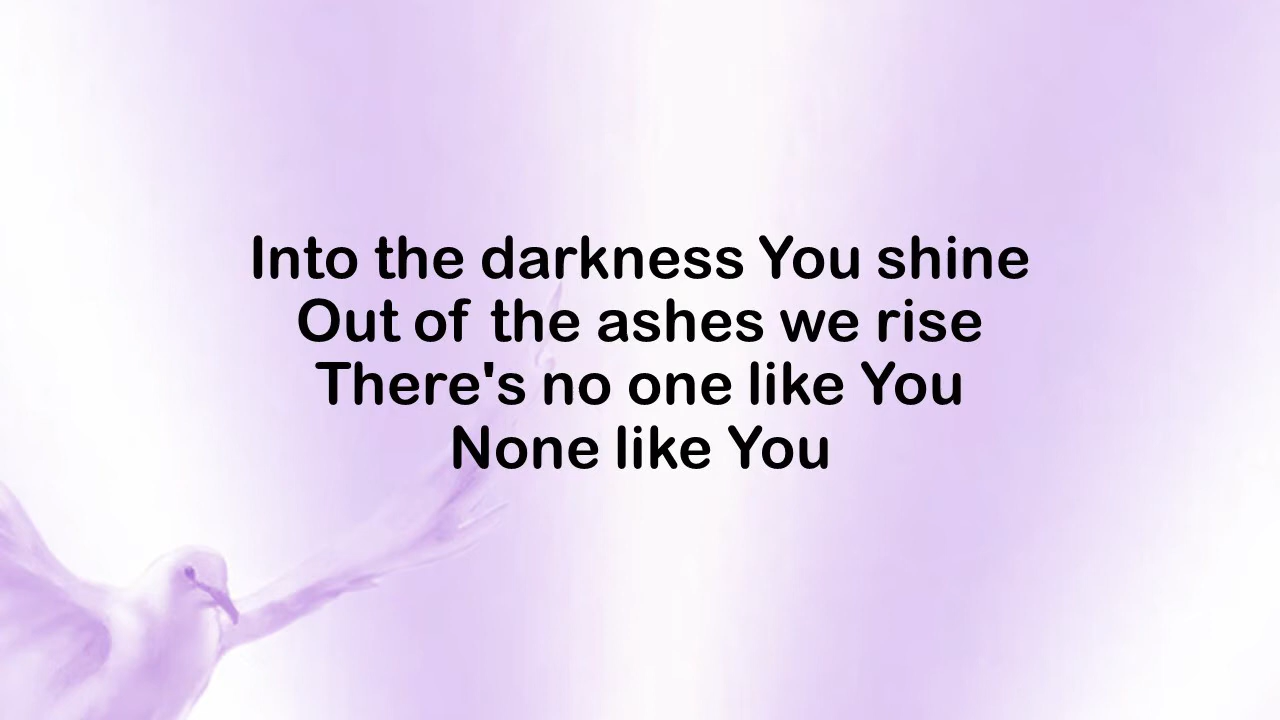 Into the darkness You shine
Out of the ashes we rise
There's no one like You
None like You